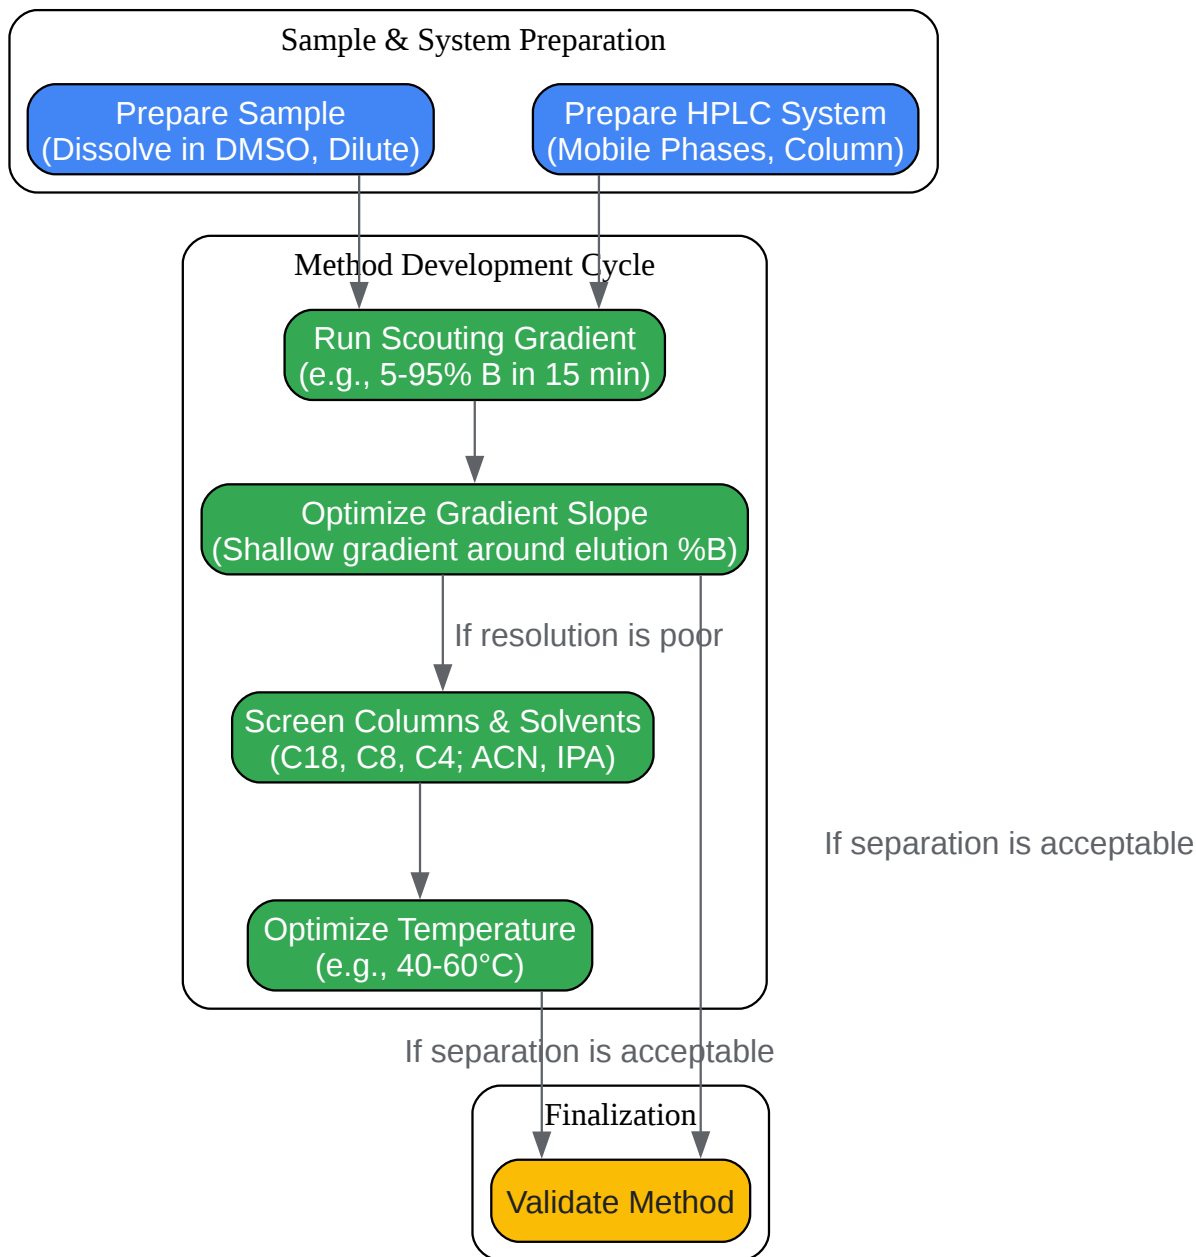 Sample & System Preparation
Prepare Sample
(Dissolve in DMSO, Dilute)
Prepare HPLC System
(Mobile Phases, Column)
Method Development Cycle
Run Scouting Gradient
(e.g., 5-95% B in 15 min)
Optimize Gradient Slope
(Shallow gradient around elution %B)
If resolution is poor
Screen Columns & Solvents
(C18, C8, C4; ACN, IPA)
If separation is acceptable
Optimize Temperature
(e.g., 40-60°C)
If separation is acceptable
Finalization
Validate Method